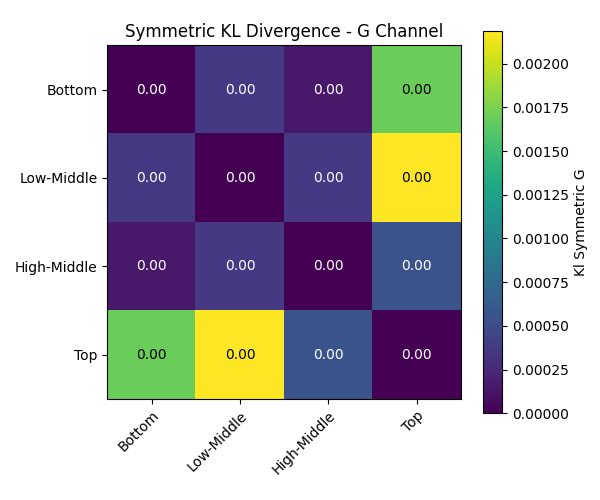 Symmetric KL Divergence - G Channel
Bottom 0.00 0.00 0.00 0.00
Low-Middle 0.00 0.00 0.00 0.00
High-Middle 0.00 0.00 0.00 0.00
Top 0.00 0.00 0.00 0.00
Bottom Low-Middle High-Middle Top
0.00200
0.00175
0.00150
0.00125
0.00100
0.00075
0.00050
0.00025
0.00000
Kl Symmetric G